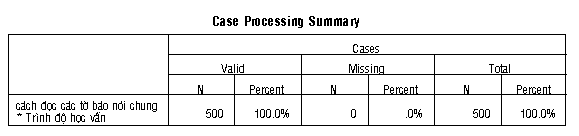 Case Processing Summary
Cases
Valid Missing Total
N Percent N Percent N Percent
cách đọc các tờ báo nói chung
* Trình độ học vấn
500 100.0% 0 .0% 500 100.0%